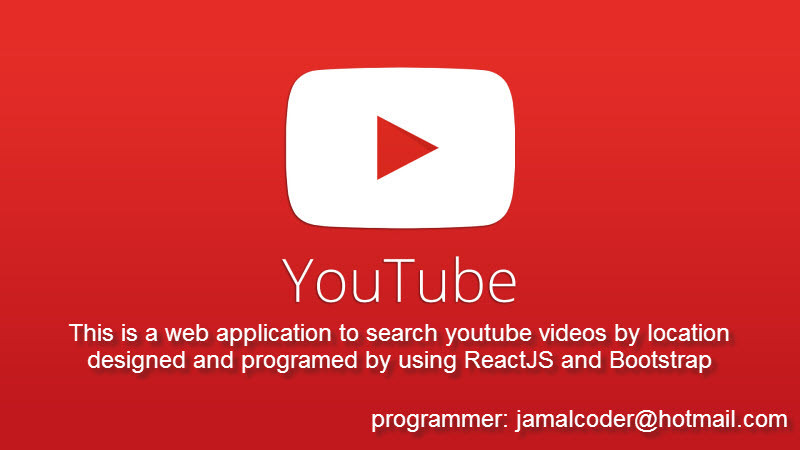 YouTube
This is a web application to search youtube videos by location
designed and programed by using ReactJS and Bootstrap
programmer: jamalcoder@hotmail.com